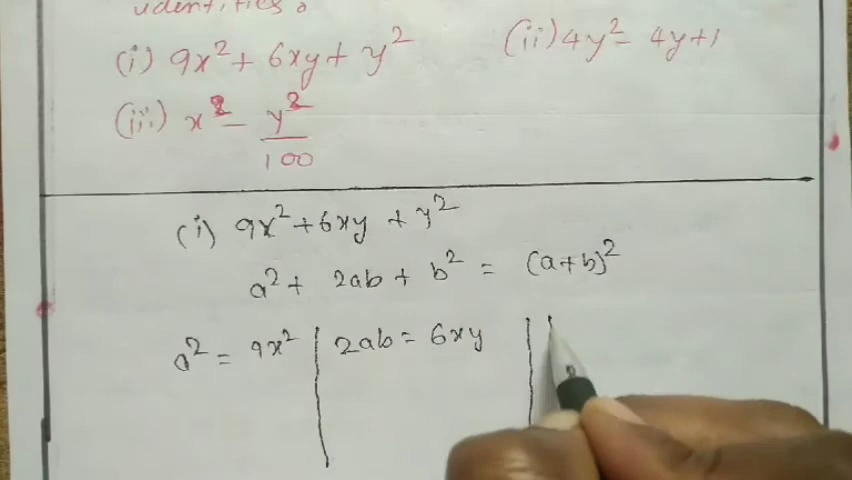 identities
(i) 9x² + 6xy + y² (ii) 4y² - 4y+1
(iii) x² - y²/100
(i) 9x² + 6xy + y²
a² + 2ab + b² = (a+b)²
a² = 9x² | 2ab = 6xy |